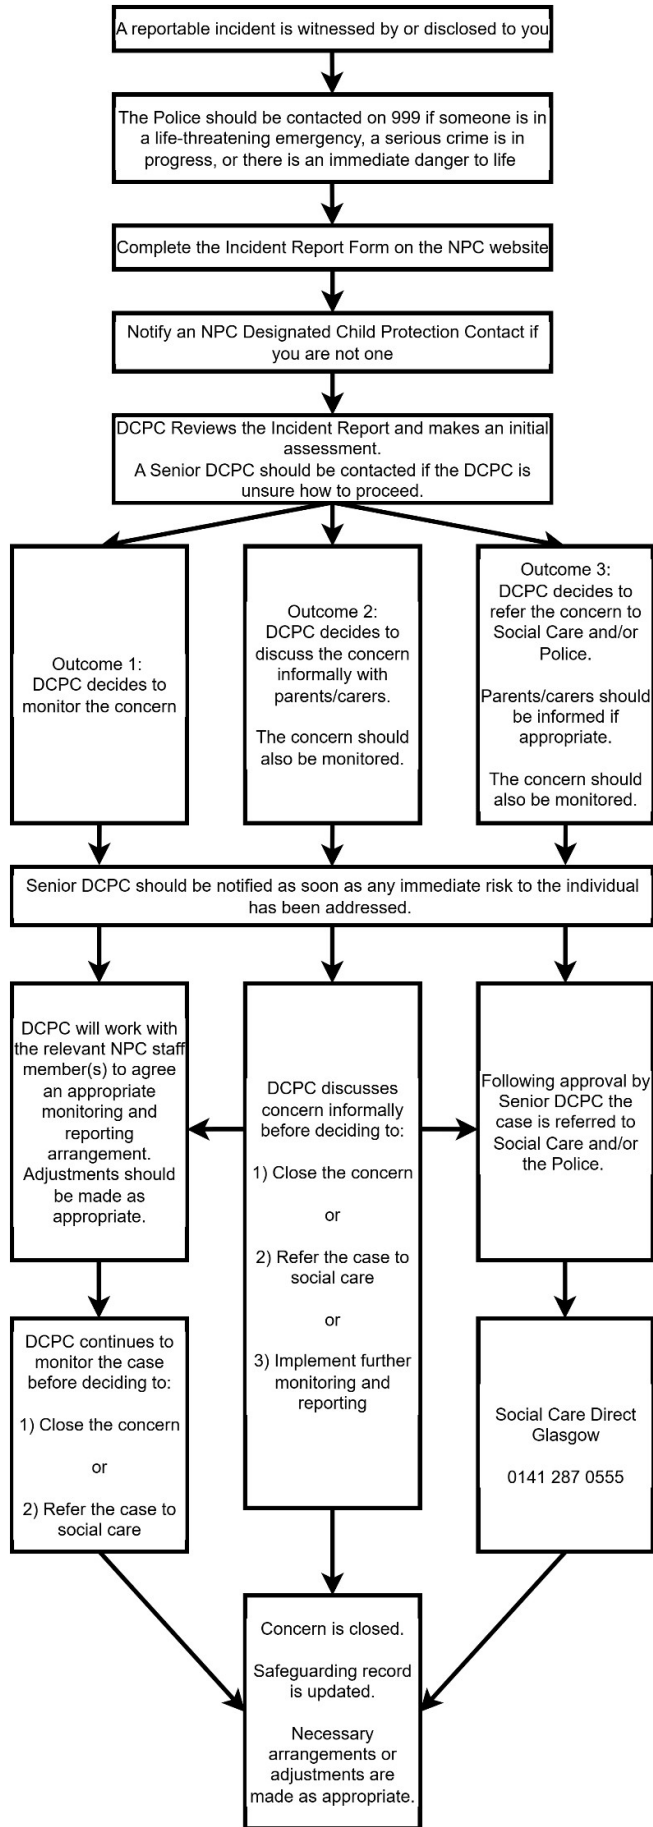 A reportable incident is witnessed by or disclosed to you
The Police should be contacted on 999 if someone is in
a life-threatening emergency, a serious crime is in
progress, or there is an immediate danger to life
Complete the Incident Report Form on the NPC website
Notify an NPC Designated Child Protection Contact if
you are not one
DCPC Reviews the Incident Report and makes an initial
assessment.
A Senior DCPC should be contacted if the DCPC is
unsure how to proceed.
Outcome 1:
DCPC decides to
monitor the concern
Outcome 2:
DCPC decides to
discuss the concern
informally with
parents/carers.
The concern should
also be monitored.
Outcome 3:
DCPC decides to
refer the concern to
Social Care and/or
Police.
Parents/carers should
be informed if
appropriate.
The concern should
also be monitored.
Senior DCPC should be notified as soon as any immediate risk to the individual
has been addressed.
DCPC will work with
the relevant NPC staff
member(s) to agree
an appropriate
monitoring and
reporting
arrangement.
Adjustments should
be made as
appropriate.
DCPC discusses
concern informally
before deciding to:
1) Close the concern
or
2) Refer the case to
social care
or
3) Implement further
monitoring and
reporting
Following approval by
Senior DCPC the
case is referred to
Social Care and/or
the Police.
DCPC continues to
monitor the case
before deciding to:
1) Close the concern
or
2) Refer the case to
social care
Social Care Direct
Glasgow
0141 287 0555
Concern is closed.
Safeguarding record
is updated.
Necessary
arrangements or
adjustments are
made as appropriate.